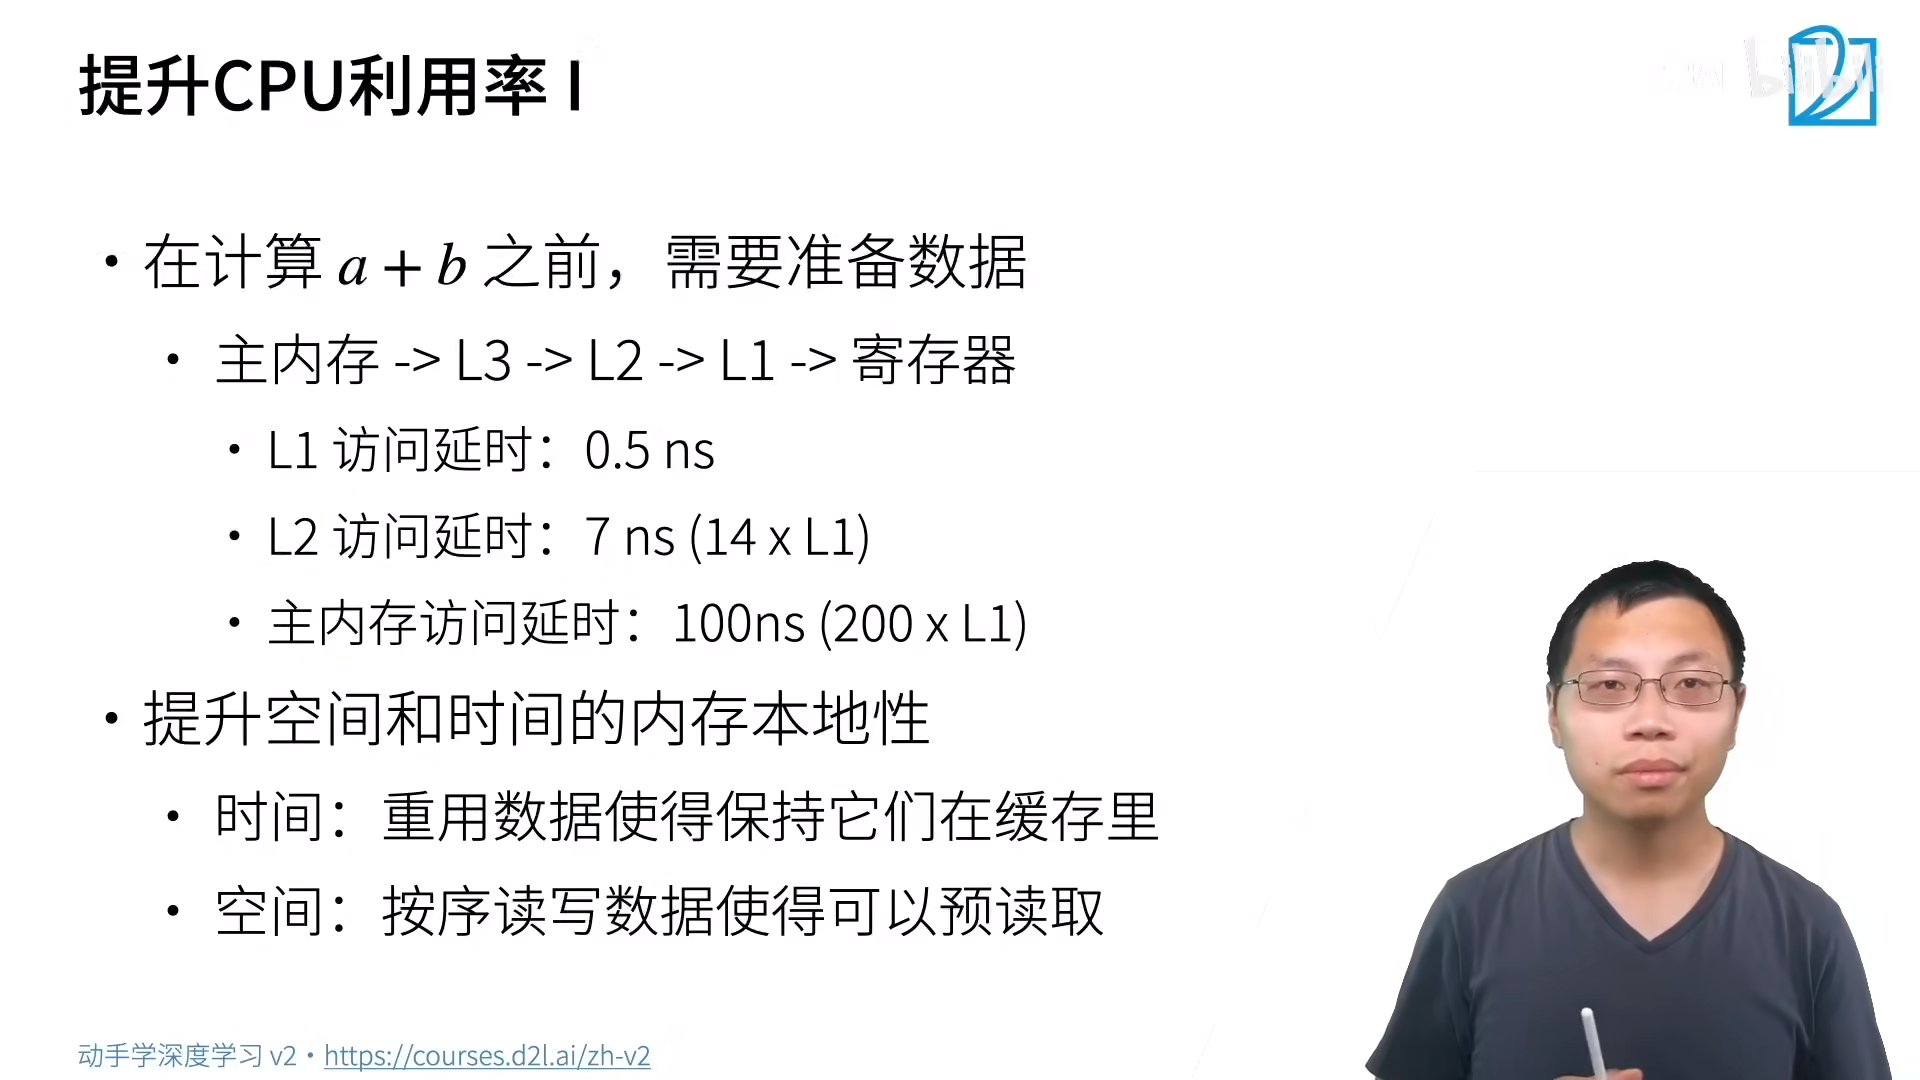 提升CPU利用率 I
bilibili
• 在计算 a + b 之前，需要准备数据
• 主内存 -> L3 -> L2 -> L1 -> 寄存器
• L1 访问延时：0.5 ns
• L2 访问延时：7 ns (14 x L1)
• 主内存访问延时：100ns (200 x L1)
• 提升空间和时间的内存本地性
• 时间：重用数据使得保持它们在缓存里
• 空间：按序读写数据使得可以预读取
动手学深度学习 v2 • https://courses.d2l.ai/zh-v2